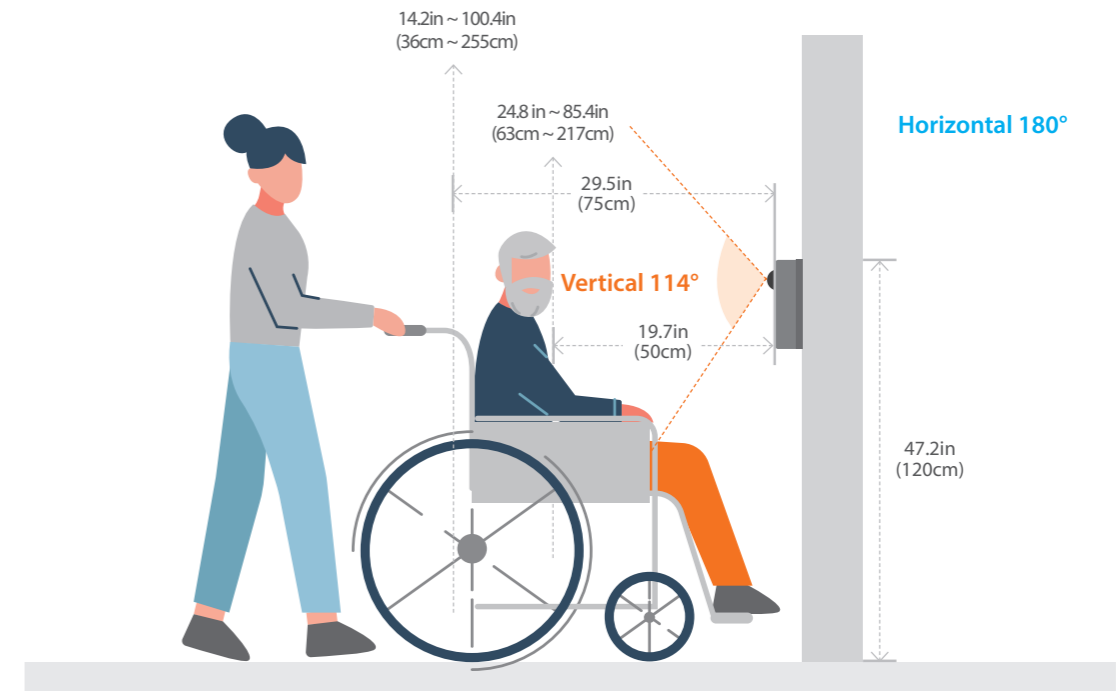 14.2in ~ 100.4in
(36cm ~ 255cm)
24.8 in ~ 85.4in
(63cm ~ 217cm)
Horizontal 180°
29.5in
(75cm)
Vertical 114°
19.7in
(50cm)
47.2in
(120cm)